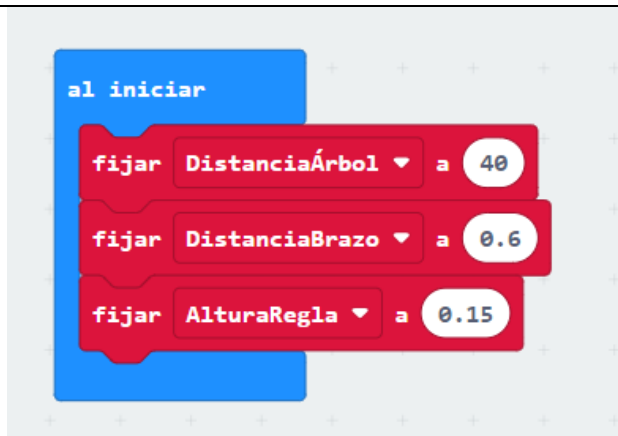 al iniciar
fijar DistanciaÁrbol a 40
fijar DistanciaBrazo a 0.6
fijar AlturaRegla a 0.15